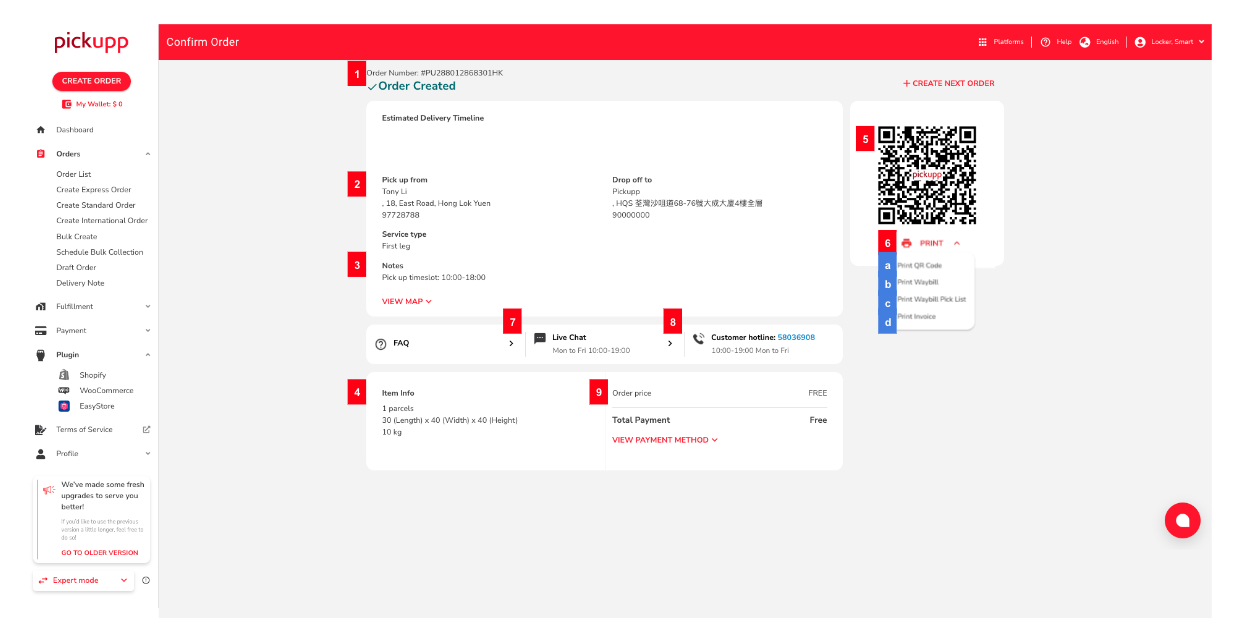 pickupp
Confirm Order
Platforms
Help
English
Locker, Smart
CREATE ORDER
My Wallet: $ 0
Dashboard
Orders
Order List
Create Express Order
Create Standard Order
Create International Order
Bulk Create
Schedule Bulk Collection
Draft Order
Delivery Note
Fulfillment
Payment
Plugin
Shopify
WooCommerce
EasyStore
Terms of Service
Profile
We've made some fresh
upgrades to serve you
better!
If you'd like to use the previous
version a little longer, feel free to
do so!
GO TO OLDER VERSION
Expert mode
1
Order Number: #PU288012868301HK
Order Created
CREATE NEXT ORDER
Estimated Delivery Timeline
2
Pick up from
Tony Li
, 18, East Road, Hong Lok Yuen
97728788
Drop off to
Pickupp
, HQS 荃灣沙咀道68-76號大成大廈4樓全層
90000000
Service type
First leg
3
Notes
Pick up timeslot: 10:00-18:00
VIEW MAP
5
pickupp
6
PRINT
a
Print QR Code
b
Print Waybill
c
Print Waybill Pick List
d
Print Invoice
FAQ
7
Live Chat
Mon to Fri 10:00-19:00
8
Customer hotline: 58036908
10:00-19:00 Mon to Fri
4
Item Info
1 parcels
30 (Length) x 40 (Width) x 40 (Height)
10 kg
9
Order price FREE
Total Payment Free
VIEW PAYMENT METHOD